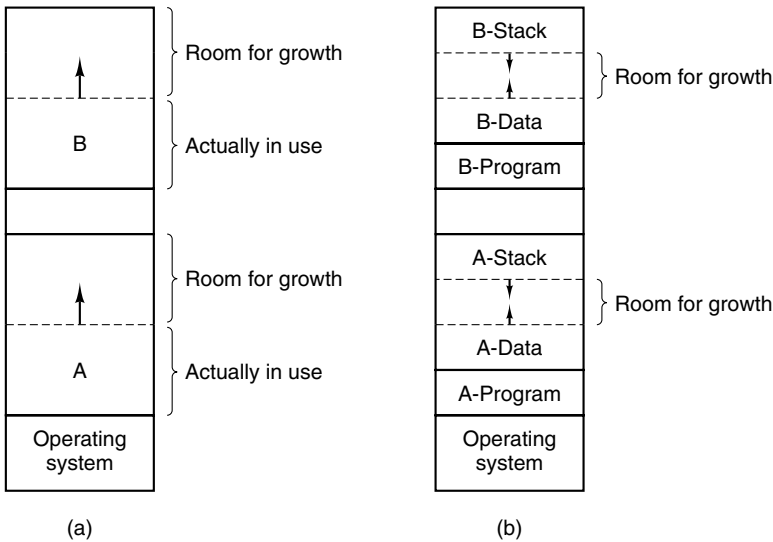 Room for growth
B
Actually in use
Room for growth
A
Actually in use
Operating
system
(a)
B-Stack
Room for growth
B-Data
B-Program
A-Stack
Room for growth
A-Data
A-Program
Operating
system
(b)